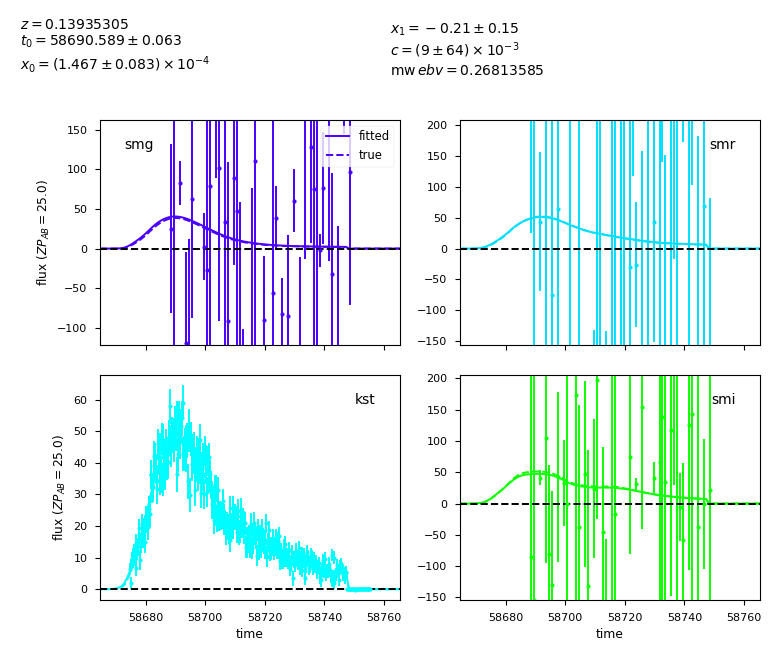 z = 0.13935305
t₀ = 58690.589 ± 0.063
x₀ = (1.467 ± 0.083) × 10⁻⁴
x₁ = −0.21 ± 0.15
c = (9 ± 64) × 10⁻³
mw ebv = 0.26813585
smg
fitted
true
150
100
50
0
−50
−100
flux (ZP_AB = 25.0)
smr
200
150
100
50
0
−50
−100
−150
kst
60
50
40
30
20
10
0
flux (ZP_AB = 25.0)
58680 58700 58720 58740 58760
time
smi
200
150
100
50
0
−50
−100
−150
58680 58700 58720 58740 58760
time